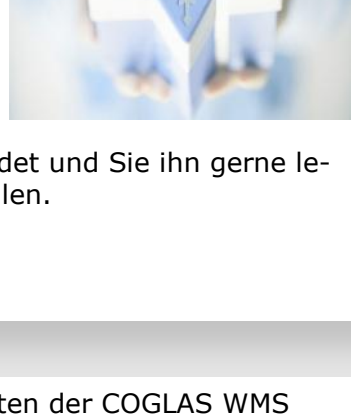 det und Sie ihn gerne le-
len.
ten der COGLAS WMS